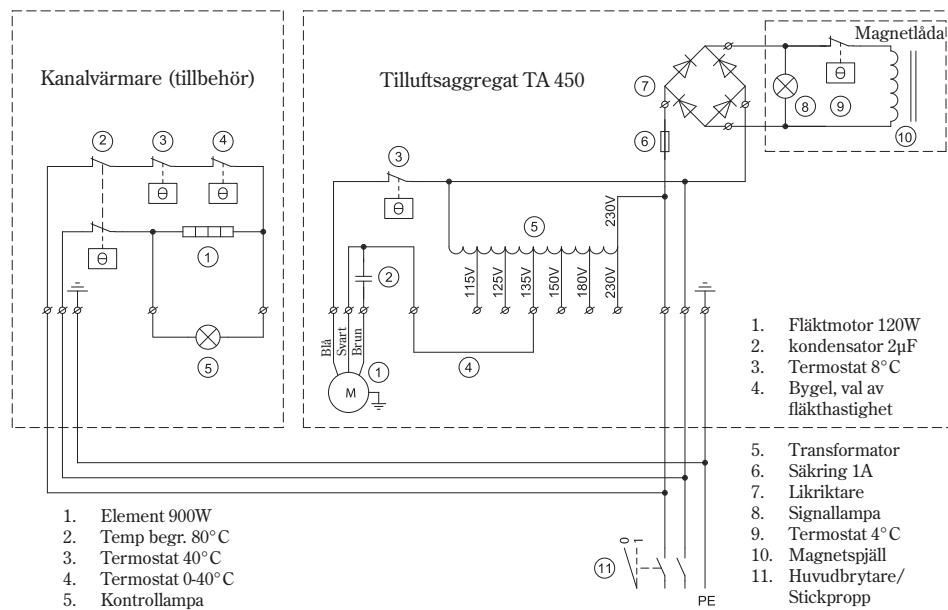 Kanalvärmare (tillbehör)
2
3
4
θ
θ
θ
1
5
Tilluftsaggregat TA 450
Magnetlåda
7
6
8
9
10
θ
3
θ
5
230V
115V
125V
135V
150V
180V
230V
2
Blå
Svart
Brun
1
M
4
1. Fläktmotor 120W
2. kondensator 2µF
3. Termostat 8°C
4. Bygel, val av
fläkthastighet
5. Transformator
6. Säkring 1A
7. Likriktare
8. Signallampa
9. Termostat 4°C
10. Magnetspjäll
11. Huvudbrytare/
Stickpropp
1. Element 900W
2. Temp begr. 80°C
3. Termostat 40°C
4. Termostat 0-40°C
5. Kontrollampa
11
0
1
PE